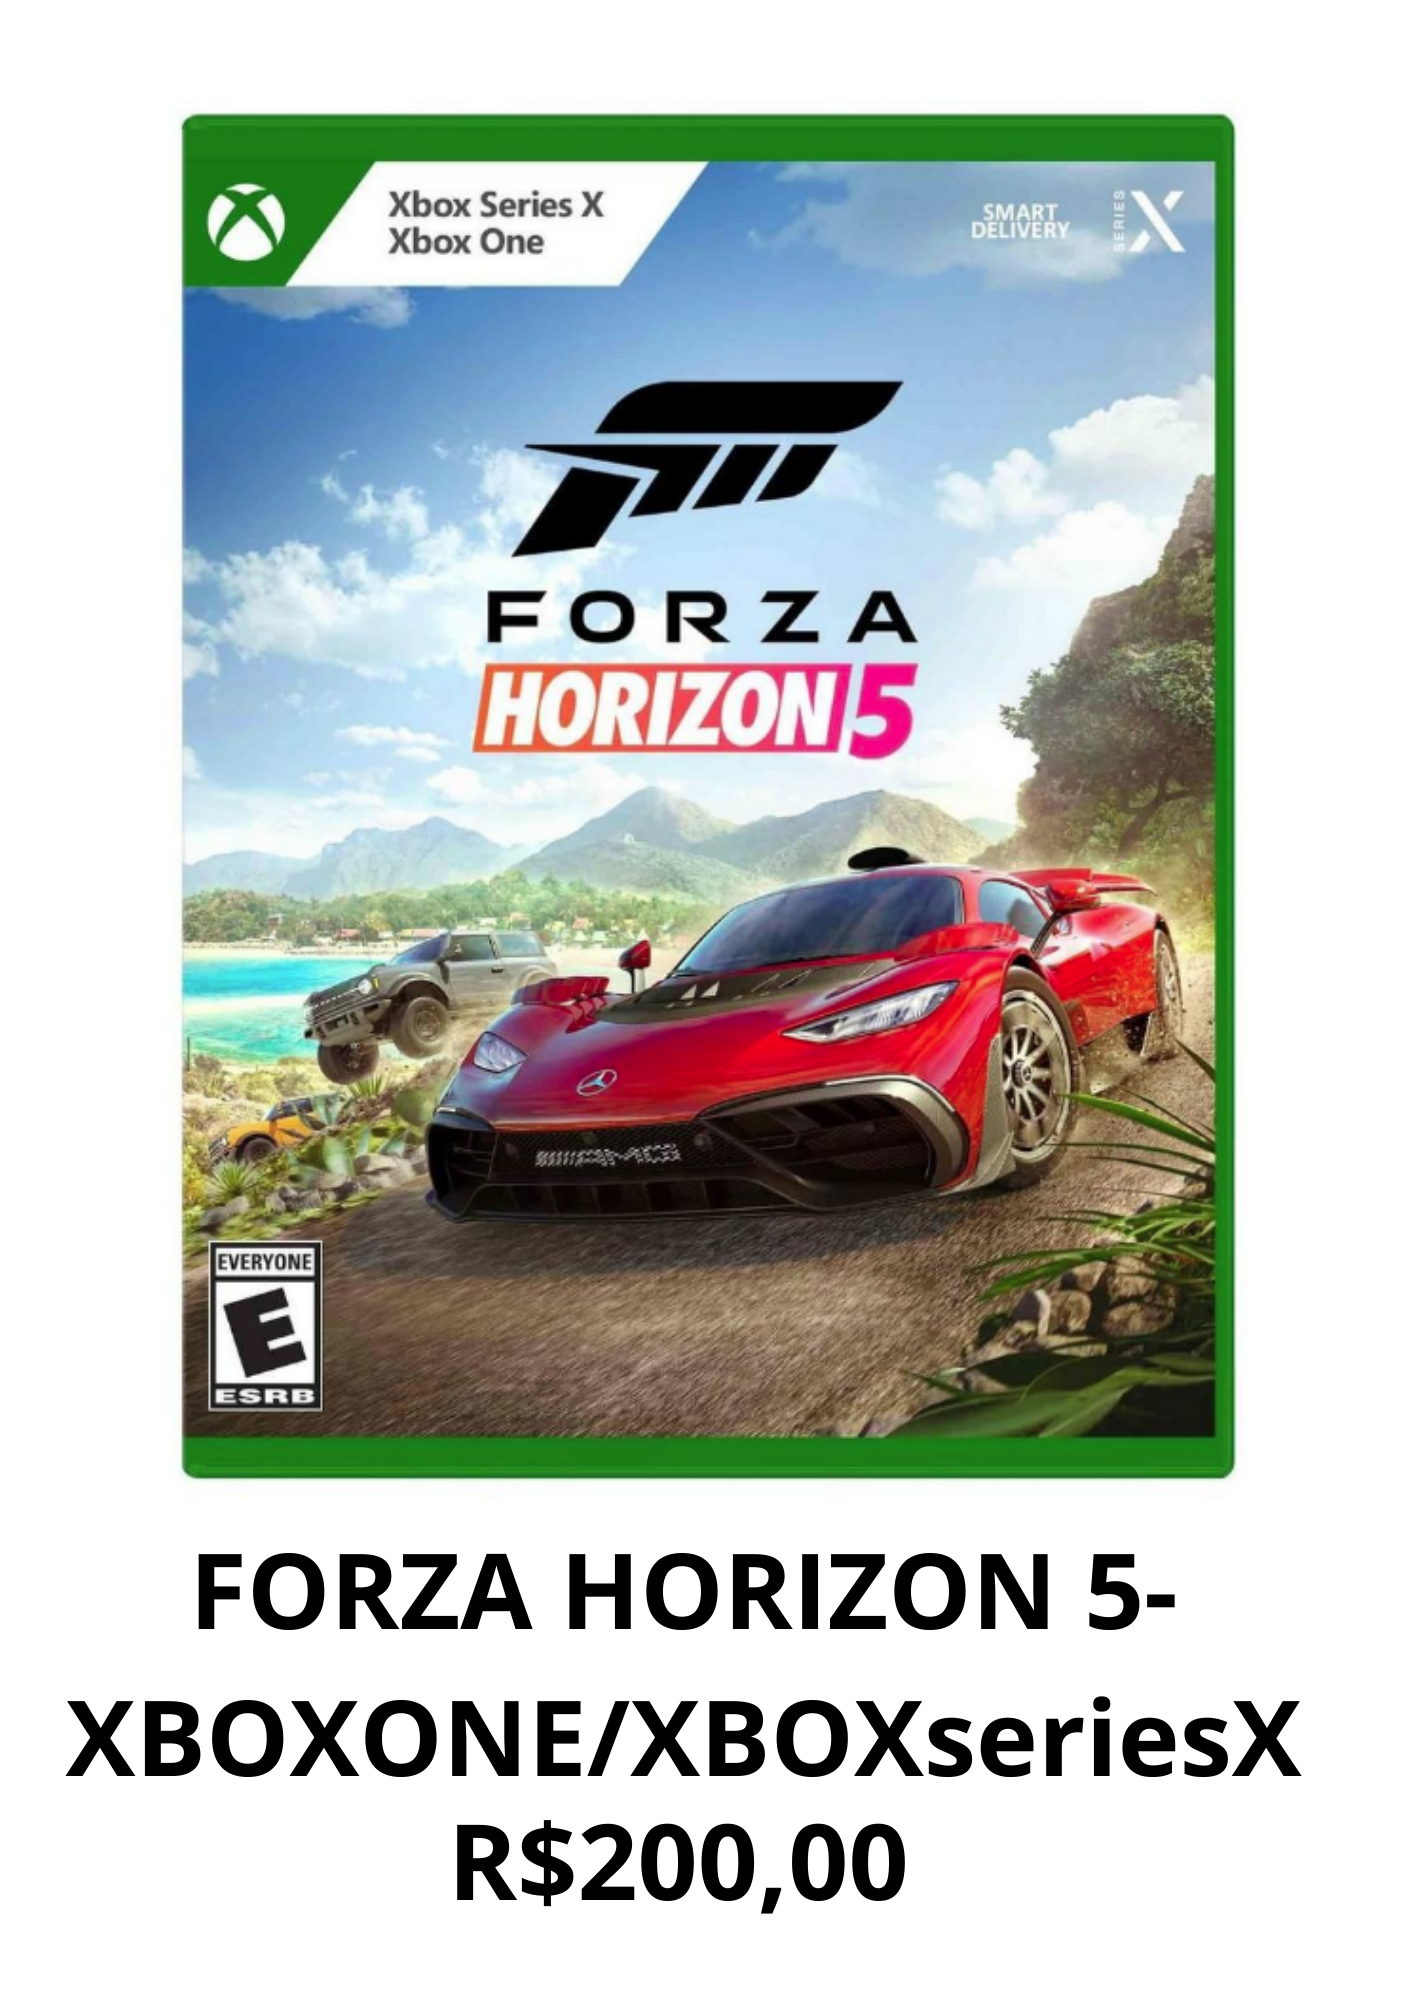 Xbox Series X
Xbox One
SMART
DELIVERY
SERIES X
FORZA
HORIZON 5
AMG
EVERYONE
E
ESRB
FORZA HORIZON 5-
XBOXONE/XBOXseriesX
R$200,00